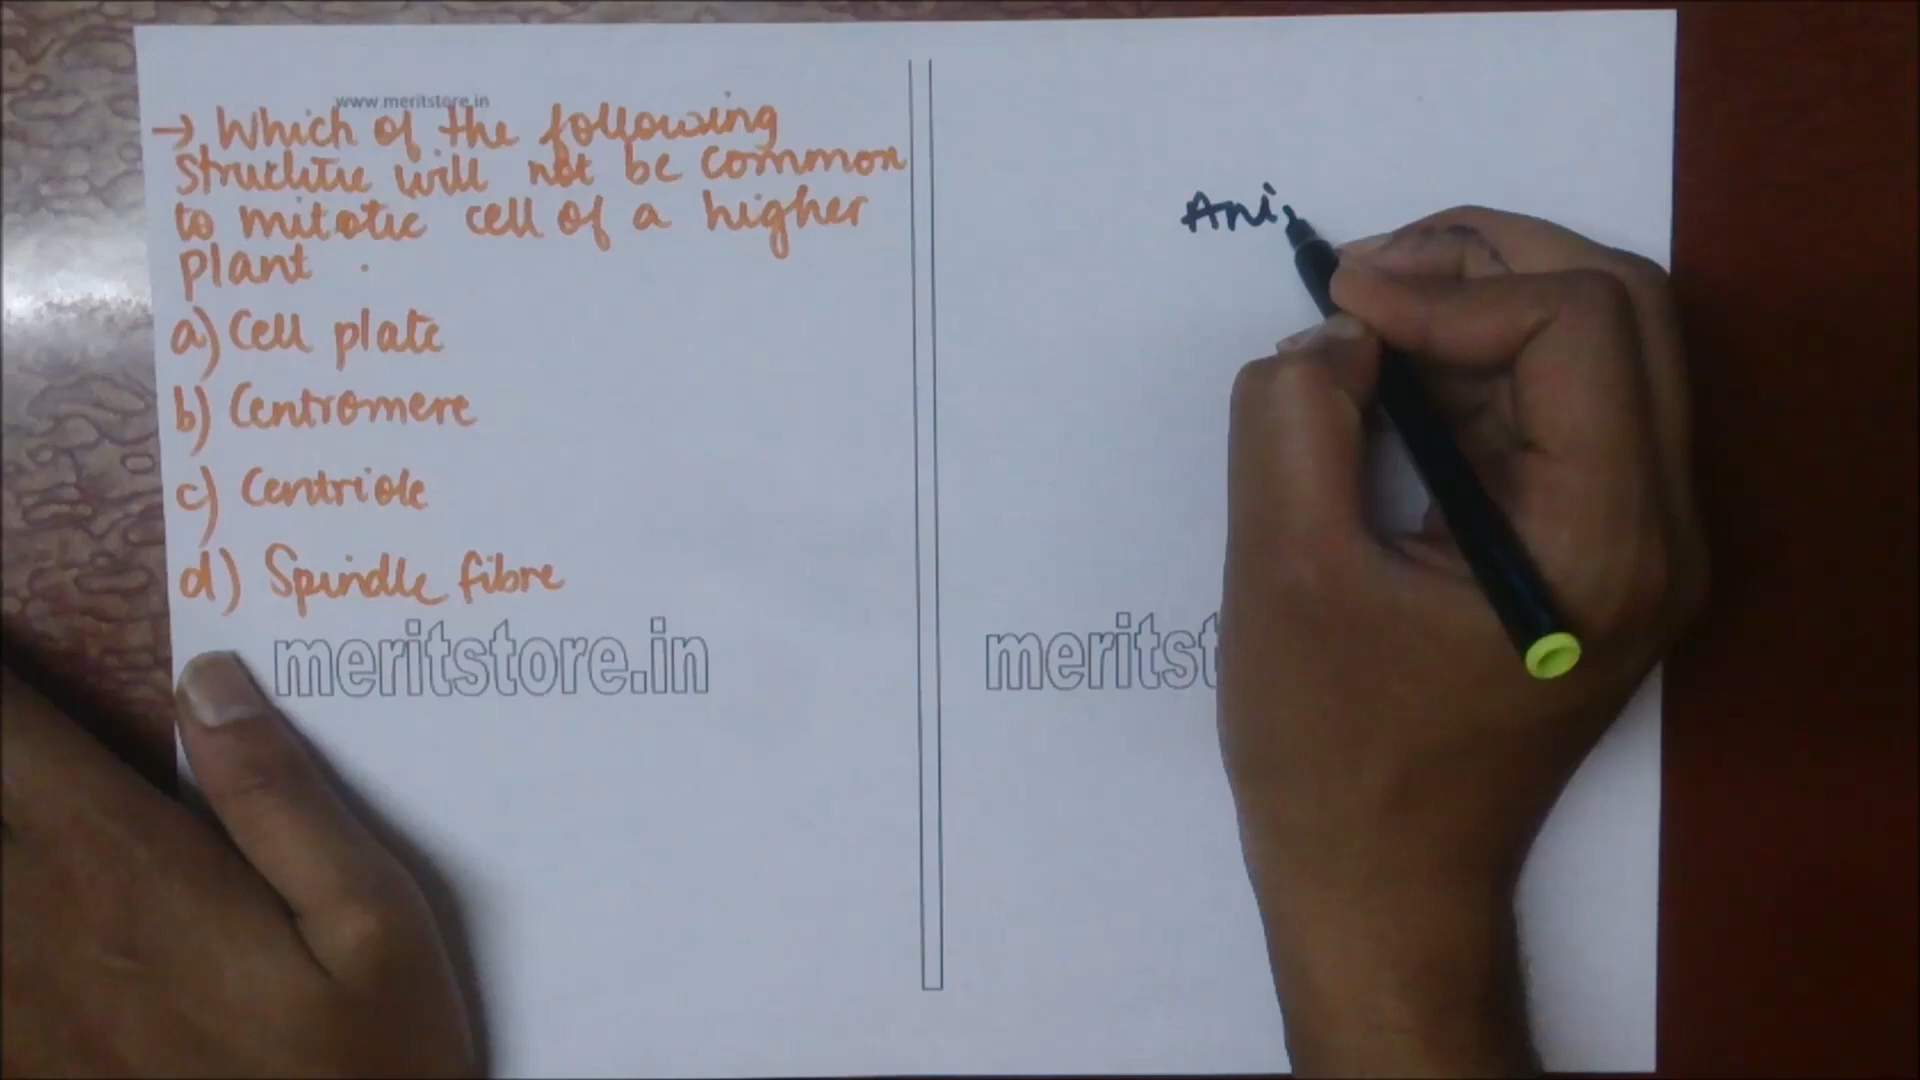 www.meritstore.in
→ Which of the following
structure will not be common
to mitotic cell of a higher
plant .
a) Cell plate
b) Centromere
c) Centriole
d) Spindle fibre
meritstore.in
Ani
meritst